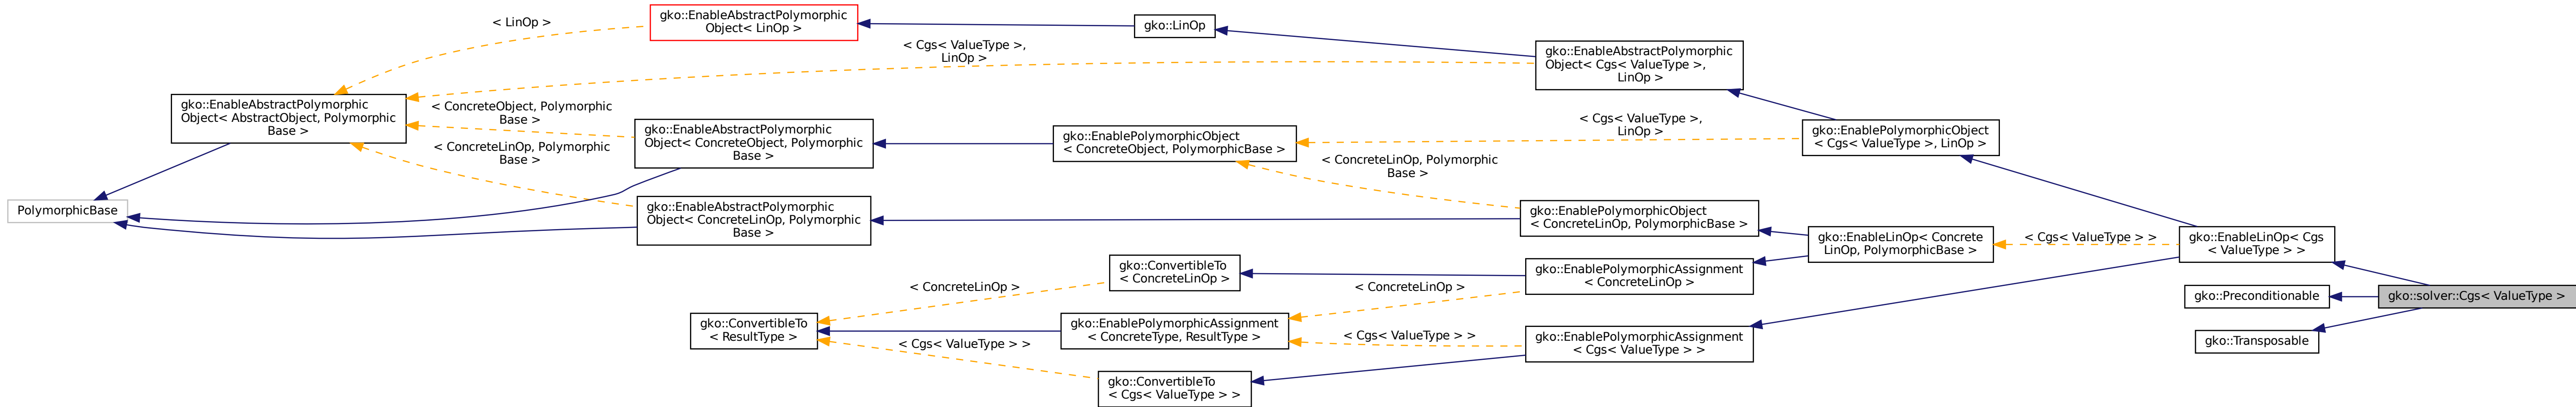 gko::EnableAbstractPolymorphic
Object< LinOp >
< LinOp >
gko::LinOp
< Cgs< ValueType >,
LinOp >
gko::EnableAbstractPolymorphic
Object< Cgs< ValueType >,
LinOp >
gko::EnableAbstractPolymorphic
Object< AbstractObject, Polymorphic
Base >
< ConcreteObject, Polymorphic
Base >
< ConcreteLinOp, Polymorphic
Base >
gko::EnableAbstractPolymorphic
Object< ConcreteObject, Polymorphic
Base >
gko::EnablePolymorphicObject
< ConcreteObject, PolymorphicBase >
< Cgs< ValueType >,
LinOp >
gko::EnablePolymorphicObject
< Cgs< ValueType >, LinOp >
< ConcreteLinOp, Polymorphic
Base >
PolymorphicBase
gko::EnableAbstractPolymorphic
Object< ConcreteLinOp, Polymorphic
Base >
gko::EnablePolymorphicObject
< ConcreteLinOp, PolymorphicBase >
gko::EnableLinOp< Concrete
LinOp, PolymorphicBase >
< Cgs< ValueType > >
gko::EnableLinOp< Cgs
< ValueType > >
gko::ConvertibleTo
< ConcreteLinOp >
gko::EnablePolymorphicAssignment
< ConcreteLinOp >
< ConcreteLinOp >
< ConcreteLinOp >
gko::Preconditionable
gko::solver::Cgs< ValueType >
gko::ConvertibleTo
< ResultType >
gko::EnablePolymorphicAssignment
< ConcreteType, ResultType >
< Cgs< ValueType > >
< Cgs< ValueType > >
gko::EnablePolymorphicAssignment
< Cgs< ValueType > >
gko::Transposable
gko::ConvertibleTo
< Cgs< ValueType > >